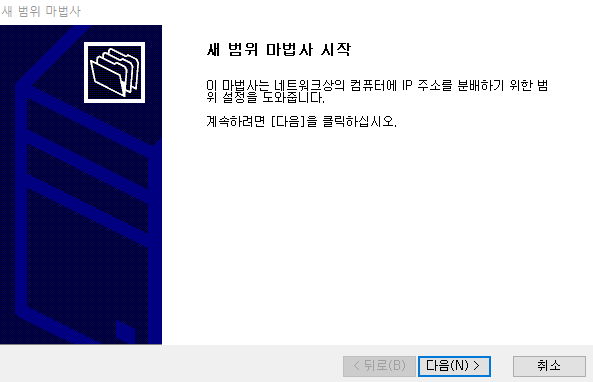 새 범위 마법사
새 범위 마법사 시작
이 마법사는 네트워크상의 컴퓨터에 IP 주소를 분배하기 위한 범
위 설정을 도와줍니다.
계속하려면 [다음]을 클릭하십시오.
< 뒤로(B) 다음(N) > 취소